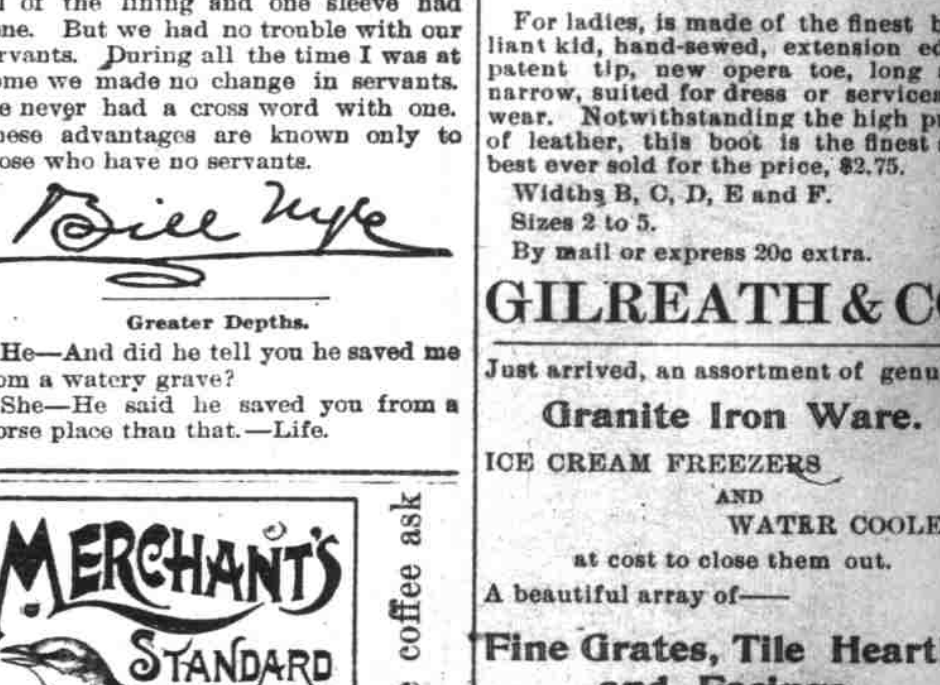 of the lining and one sleeve had
ne. But we had no trouble with our
rvants. During all the time I was at
ome we made no change in servants.
e never had a cross word with one.
hese advantages are known only to
ose who have no servants.
Bill Nye
Greater Depths.
He—And did he tell you he saved me
om a watery grave?
She—He said he saved you from a
orse place than that.—Life.
MERCHANT'S
STANDARD
coffee ask
For ladies, is made of the finest b
liant kid, hand-sewed, extension ed
patent tip, new opera toe, long
narrow, suited for dress or services
wear. Notwithstanding the high pr
of leather, this boot is the finest
best ever sold for the price, $2.75.
Widths B, C, D, E and F.
Sizes 2 to 5.
By mail or express 20c extra.
GILREATH & CO
Just arrived, an assortment of genu
Granite Iron Ware.
ICE CREAM FREEZERS
AND
WATER COOLE
at cost to close them out.
A beautiful array of—
Fine Grates, Tile Heart
and